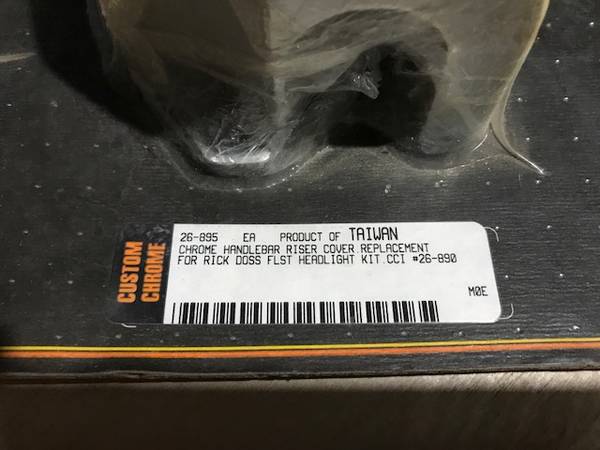 CUSTOM
CHROME
26-895 EA PRODUCT OF TAIWAN
CHROME HANDLEBAR RISER COVER.REPLACEMENT
FOR RICK DOSS FLST HEADLIGHT KIT.CCI #26-890
MØE